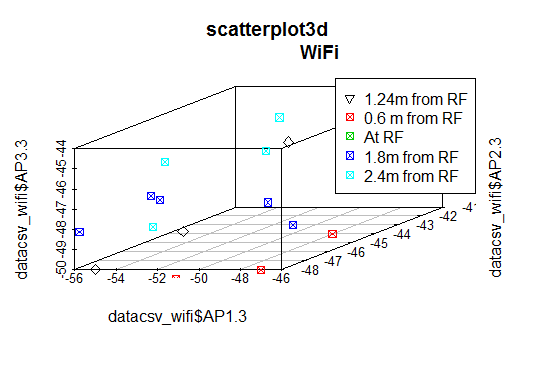 scatterplot3d
WiFi
1.24m from RF
0.6 m from RF
At RF
1.8m from RF
2.4m from RF
datacsv_wifi$AP3.3
-50 -49 -48 -47 -46 -45 -44
-56 -54 -52 -50 -48 -46
-48 -47 -46 -45 -44 -43 -42
datacsv_wifi$AP2.3
datacsv_wifi$AP1.3